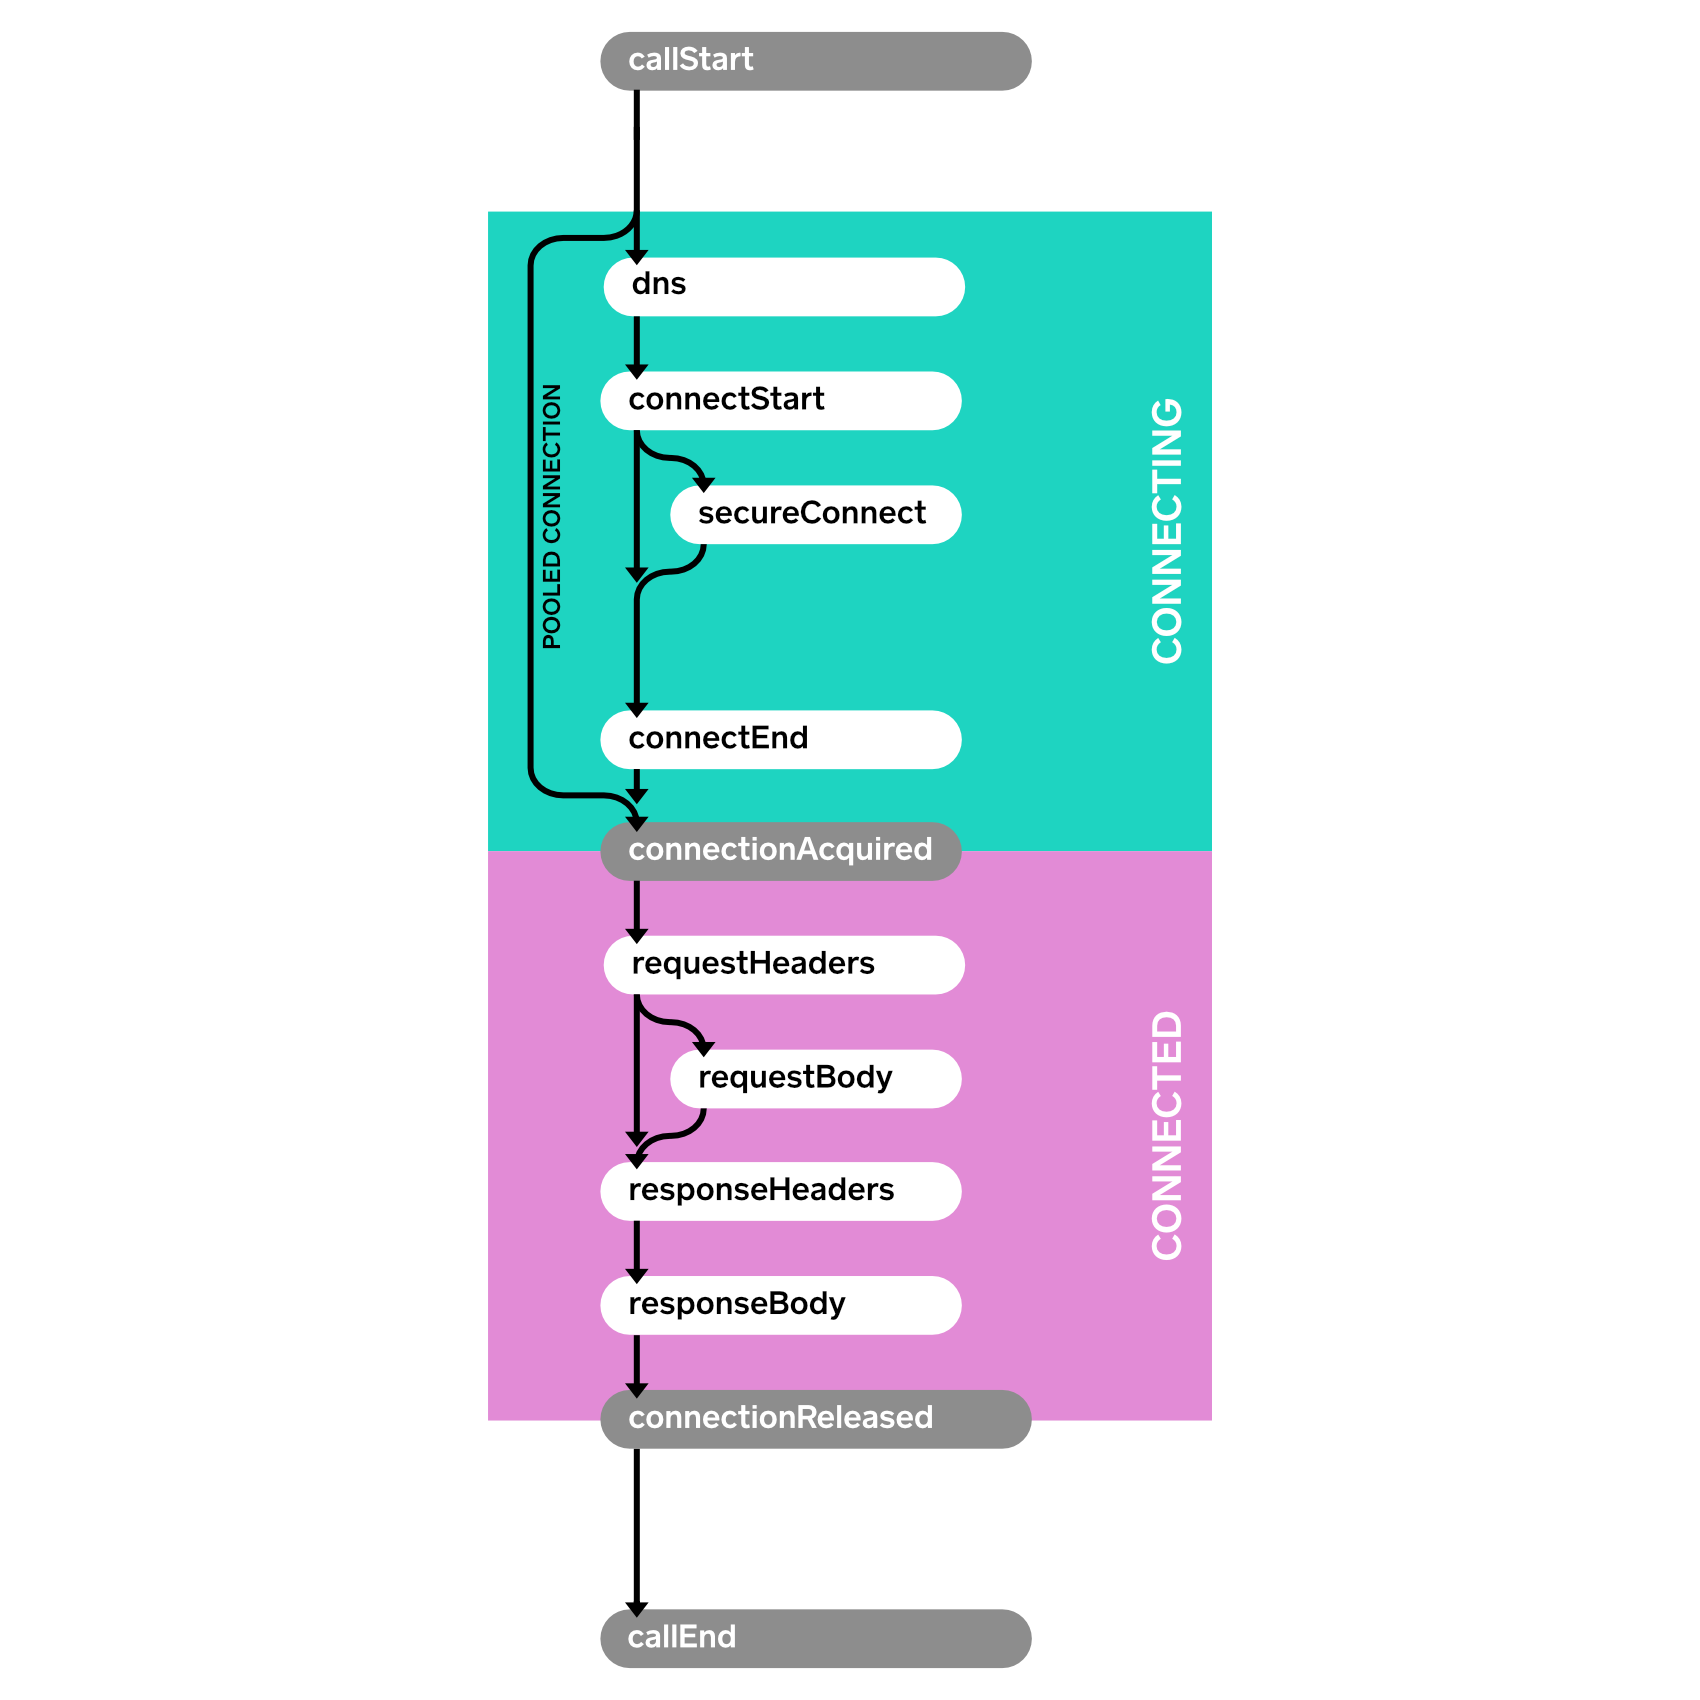 callStart
dns
connectStart
secureConnect
POOLED CONNECTION
CONNECTING
connectEnd
connectionAcquired
requestHeaders
requestBody
CONNECTED
responseHeaders
responseBody
connectionReleased
callEnd